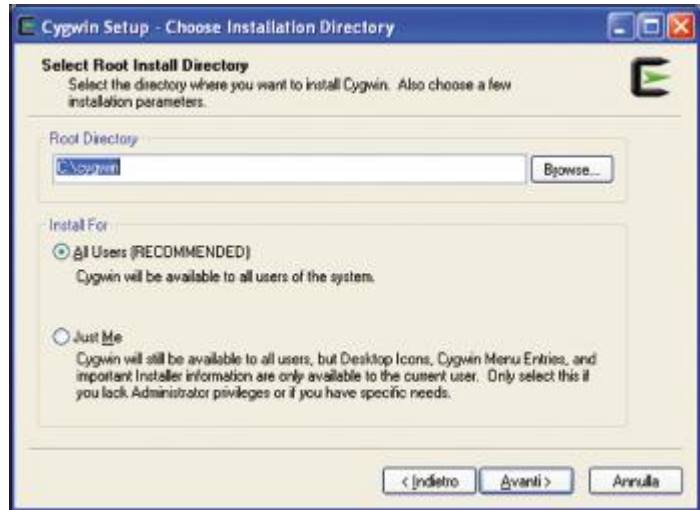 Cygwin Setup - Choose Installation Directory
Select Root Install Directory
Select the directory where you want to install Cygwin. Also choose a few
installation parameters.
Root Directory
C:\cygwin
Browse...
Install For
All Users (RECOMMENDED)
Cygwin will be available to all users of the system.
Just Me
Cygwin will still be available to all users, but Desktop Icons, Cygwin Menu Entries, and
important Installer information are only available to the current user. Only select this if
you lack Administrator privileges or if you have specific needs.
< Indietro
Avanti >
Annulla